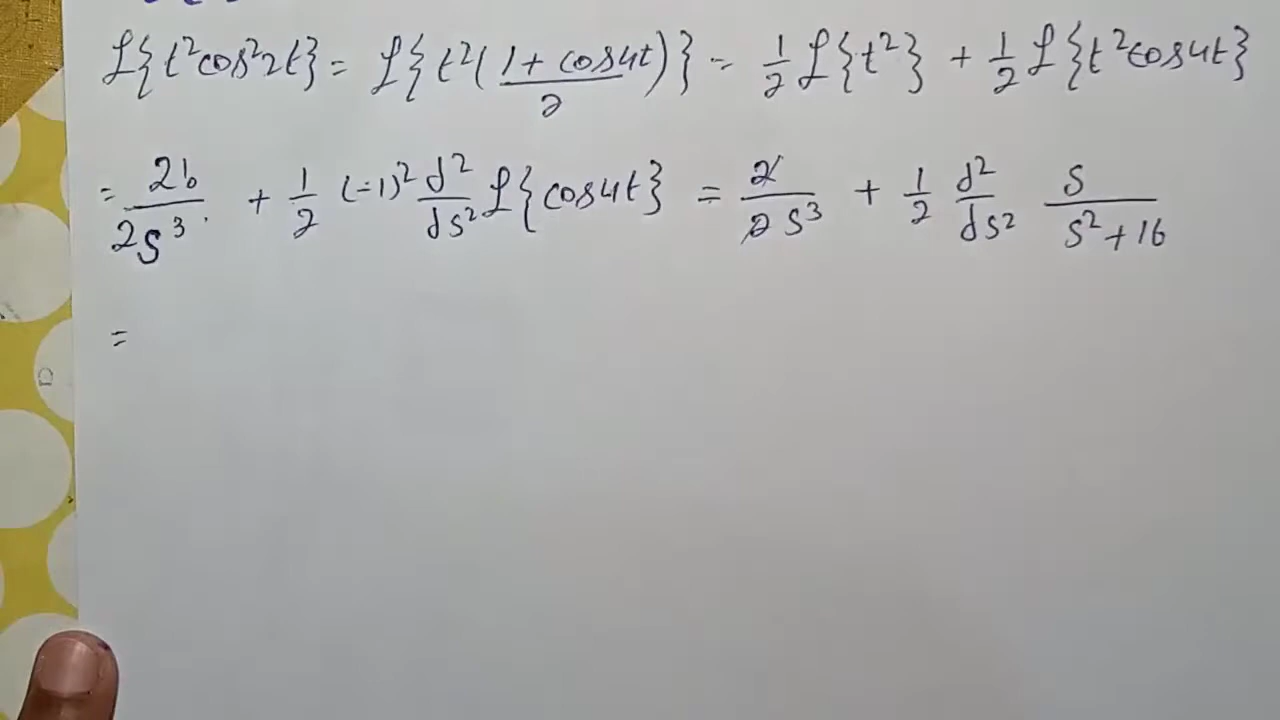 £{t²cos²2t} = £{t²(1 + cos4t)/2} = 1/2 £{t²} + 1/2 £{t²cos4t}
= 2!/2s³ + 1/2 (-1)² d²/ds² £{cos4t} = 2/2s³ + 1/2 d²/ds² s/s²+16
=